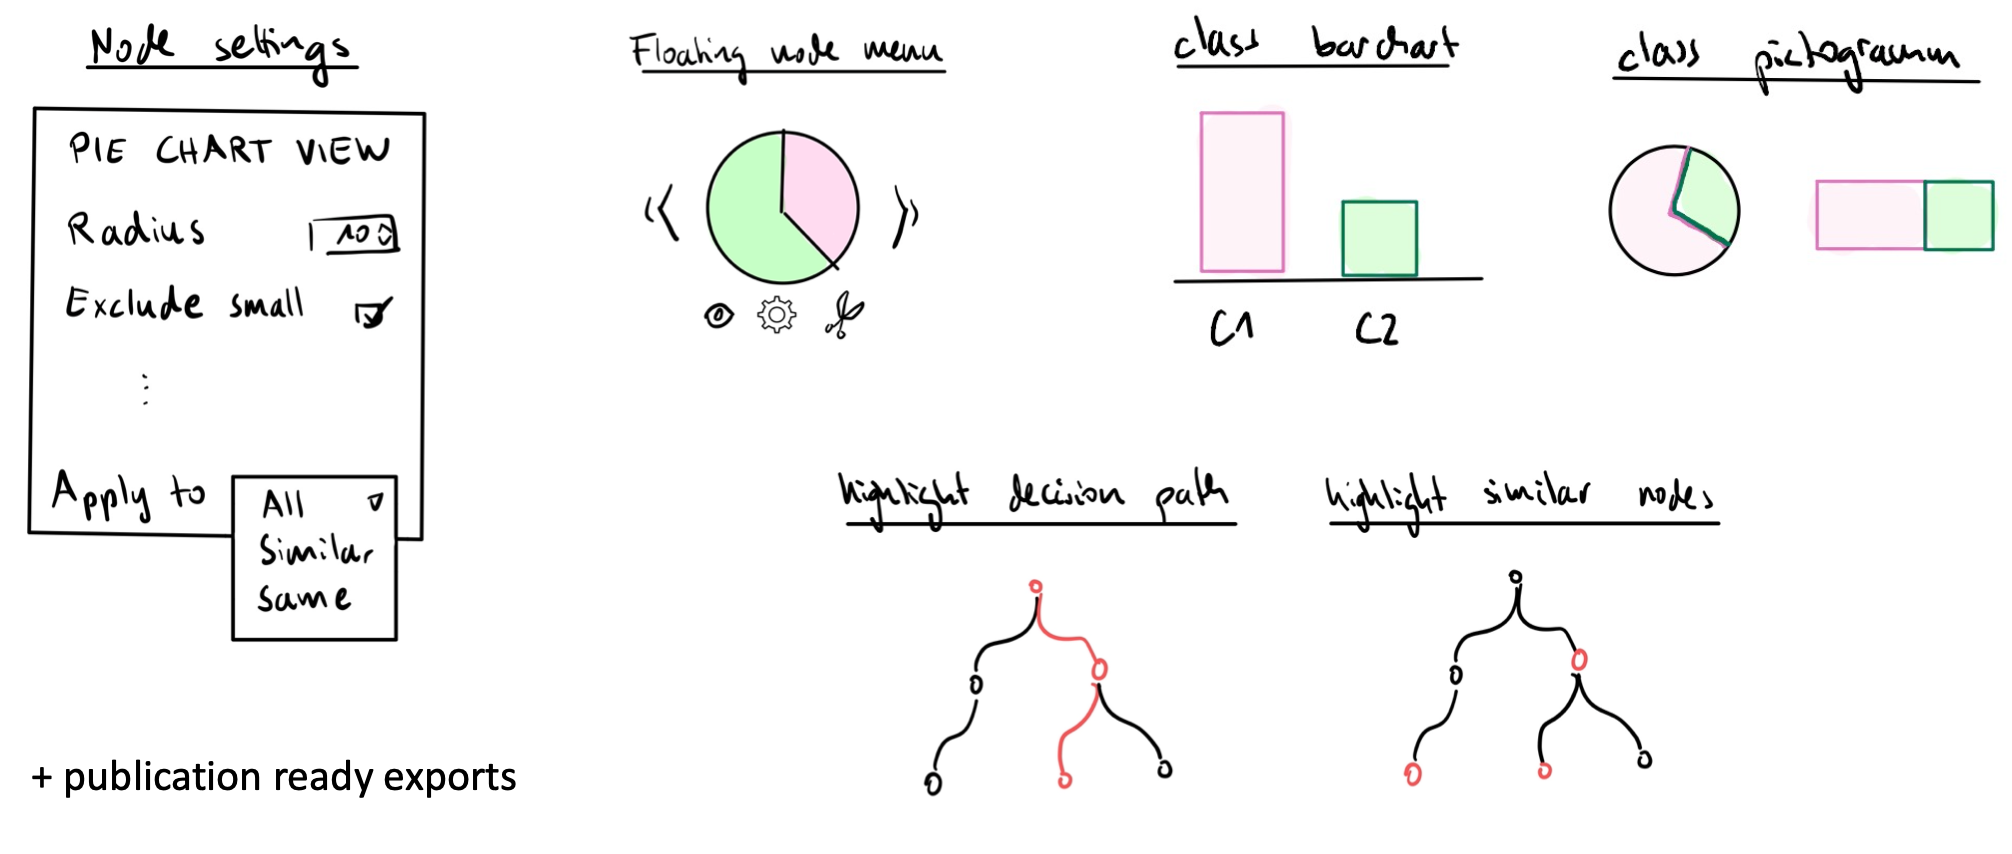 Node settings
PIE CHART VIEW
Radius 10
Exclude small
Apply to
All
Similar
Same
+ publication ready exports
Floating node menu
class barchart
C1 C2
class pictogramm
highlight decision path
highlight similar nodes